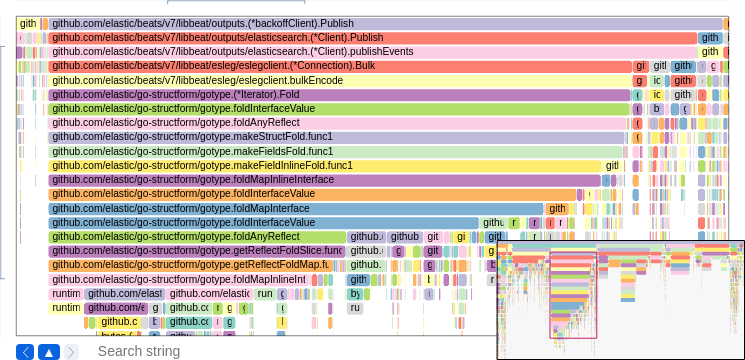 gith github.com/elastic/beats/v7/libbeat/outputs.(*backoffClient).Publish
github.com/elastic/beats/v7/libbeat/outputs/elasticsearch.(*Client).Publish gith
github.com/elastic/beats/v7/libbeat/outputs/elasticsearch.(*Client).publishEvents gith
github.com/elastic/beats/v7/libbeat/esleg/eslegclient.(*Connection).Bulk gi gitl gith g
github.com/elastic/beats/v7/libbeat/esleg/eslegclient.bulkEncode g ic gith
github.com/elastic/go-structform/gotype.(*Iterator).Fold ic gith
github.com/elastic/go-structform/gotype.foldInterfaceValue b
github.com/elastic/go-structform/gotype.foldAnyReflect
github.com/elastic/go-structform/gotype.makeStructFold.func1
github.com/elastic/go-structform/gotype.makeFieldsFold.func1
github.com/elastic/go-structform/gotype.makeFieldInlineFold.func1 gitl
github.com/elastic/go-structform/gotype.foldMapInlineInterface
github.com/elastic/go-structform/gotype.foldInterfaceValue
github.com/elastic/go-structform/gotype.foldMapInterface gith
github.com/elastic/go-structform/gotype.foldInterfaceValue githu r r r
github.com/elastic/go-structform/gotype.foldAnyReflect github. github git gi gitl
github.com/elastic/go-structform/gotype.getReflectFoldSlice.func github. g git g
github.com/elastic/go-structform/gotype.getReflectFoldMap.fu github. git
github.com/elastic/go-structform/gotype.foldMapInlineInt gith t r
runtim github.com/elast github.com/elastic run by
runtim github.com/e github.cc ru
github.c github.cc g
bytes.( gith
Search string